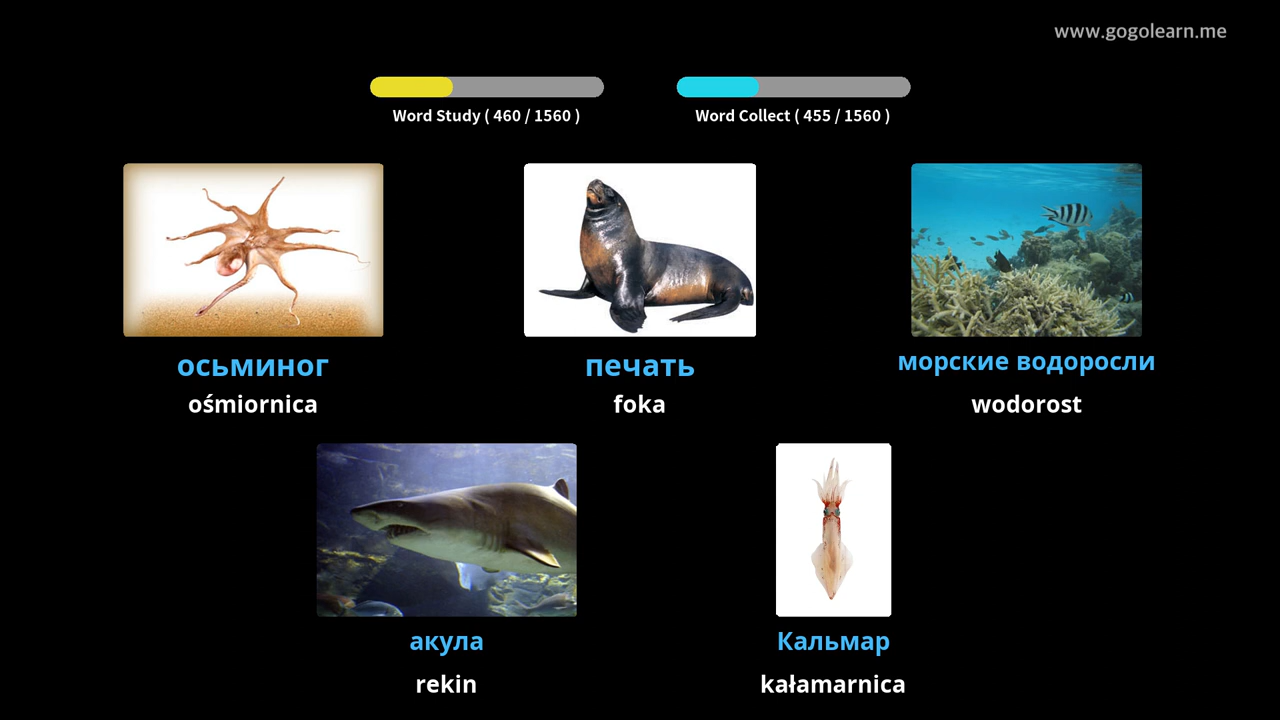 www.gogolearn.me
Word Study ( 460 / 1560 )
Word Collect ( 455 / 1560 )
осьминог
ośmiornica
печать
foka
морские водоросли
wodorost
акула
rekin
Кальмар
kałamarnica